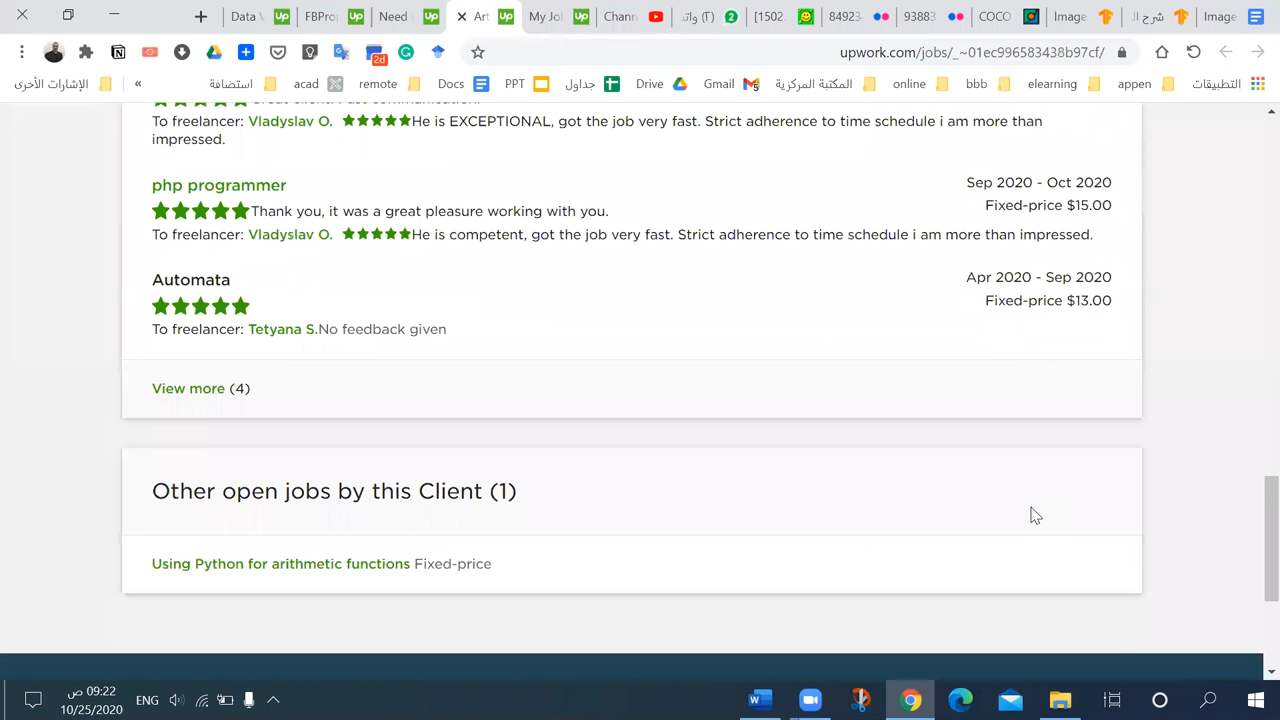 Data \
FBPro
Need
Ar
My
Chann
وات (T)
2
[202.
84923
93883
COCO
Image
شرح ال
Image
2d
upwork.com/jobs/_~01ec996583438b97cf/
الإشارات الأخرى
«
استضافة
acad
remote
Docs
PPT
جداول
Drive
Gmail
المكتبة المركزية
online
bbb
elearning
appen
التطبيقات
To freelancer: Vladyslav O. He is EXCEPTIONAL, got the job very fast. Strict adherence to time schedule i am more than
impressed.
php programmer
Sep 2020 - Oct 2020
Thank you, it was a great pleasure working with you.
Fixed-price $15.00
To freelancer: Vladyslav O. He is competent, got the job very fast. Strict adherence to time schedule i am more than impressed.
Automata
Apr 2020 - Sep 2020
Fixed-price $13.00
To freelancer: Tetyana S.No feedback given
View more (4)
Other open jobs by this Client (1)
Using Python for arithmetic functions Fixed-price
09:22 ص
10/25/2020
ENG